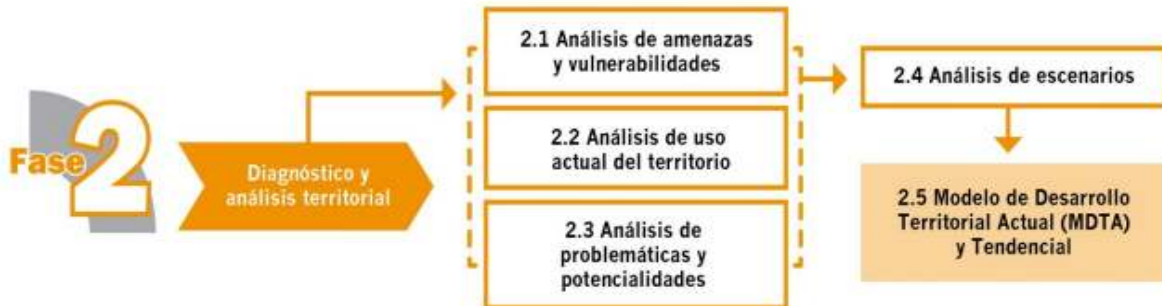 Fase 2
Diagnóstico y
análisis territorial
2.1 Análisis de amenazas
y vulnerabilidades
2.2 Análisis de uso
actual del territorio
2.3 Análisis de
problemáticas y
potencialidades
2.4 Análisis de escenarios
2.5 Modelo de Desarrollo
Territorial Actual (MDTA)
y Tendencial